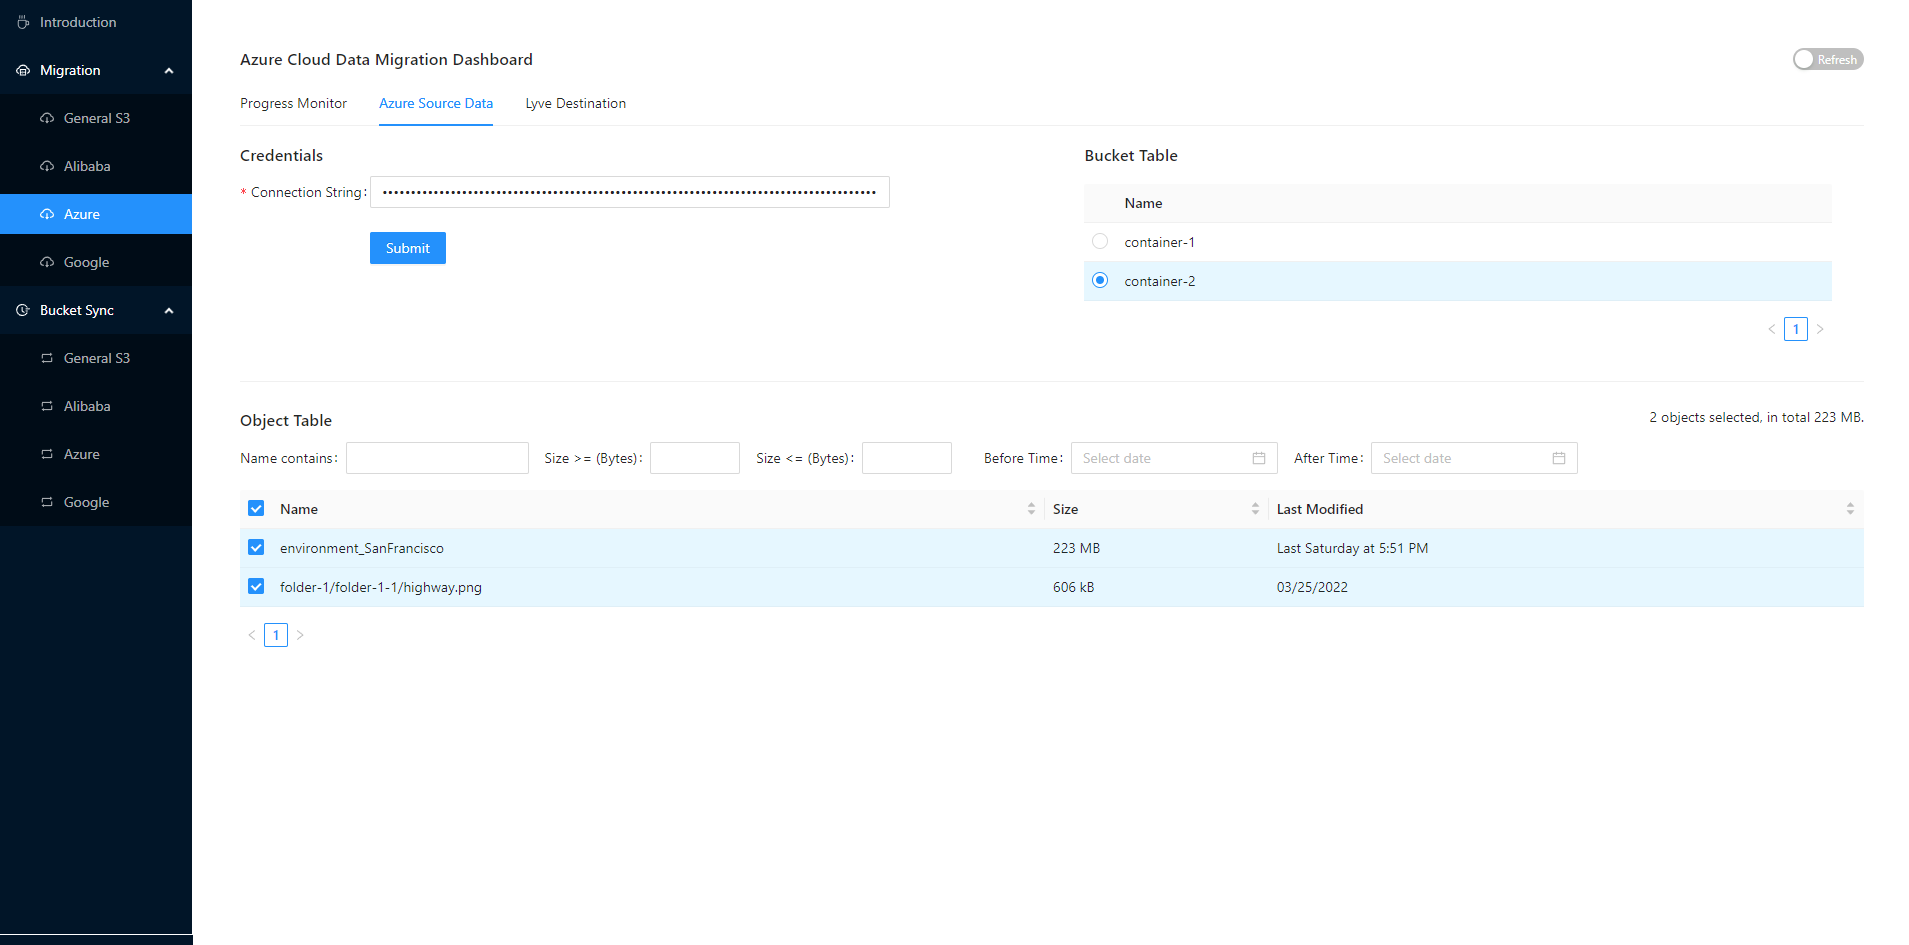 Introduction
Migration
General S3
Alibaba
Azure
Google
Bucket Sync
General S3
Alibaba
Azure
Google
Azure Cloud Data Migration Dashboard
Refresh
Progress Monitor Azure Source Data Lyve Destination
Credentials
* Connection String: ••••••••••••••••••••••••••••••••••••••••••••••••••••••••••••••••••••••••••••••••••••••
Submit
Bucket Table
Name
container-1
container-2
< 1 >
Object Table
2 objects selected, in total 223 MB.
Name contains: Size >= (Bytes): Size <= (Bytes): Before Time: Select date After Time: Select date
Name Size Last Modified
environment_SanFrancisco 223 MB Last Saturday at 5:51 PM
folder-1/folder-1-1/highway.png 606 kB 03/25/2022
< 1 >